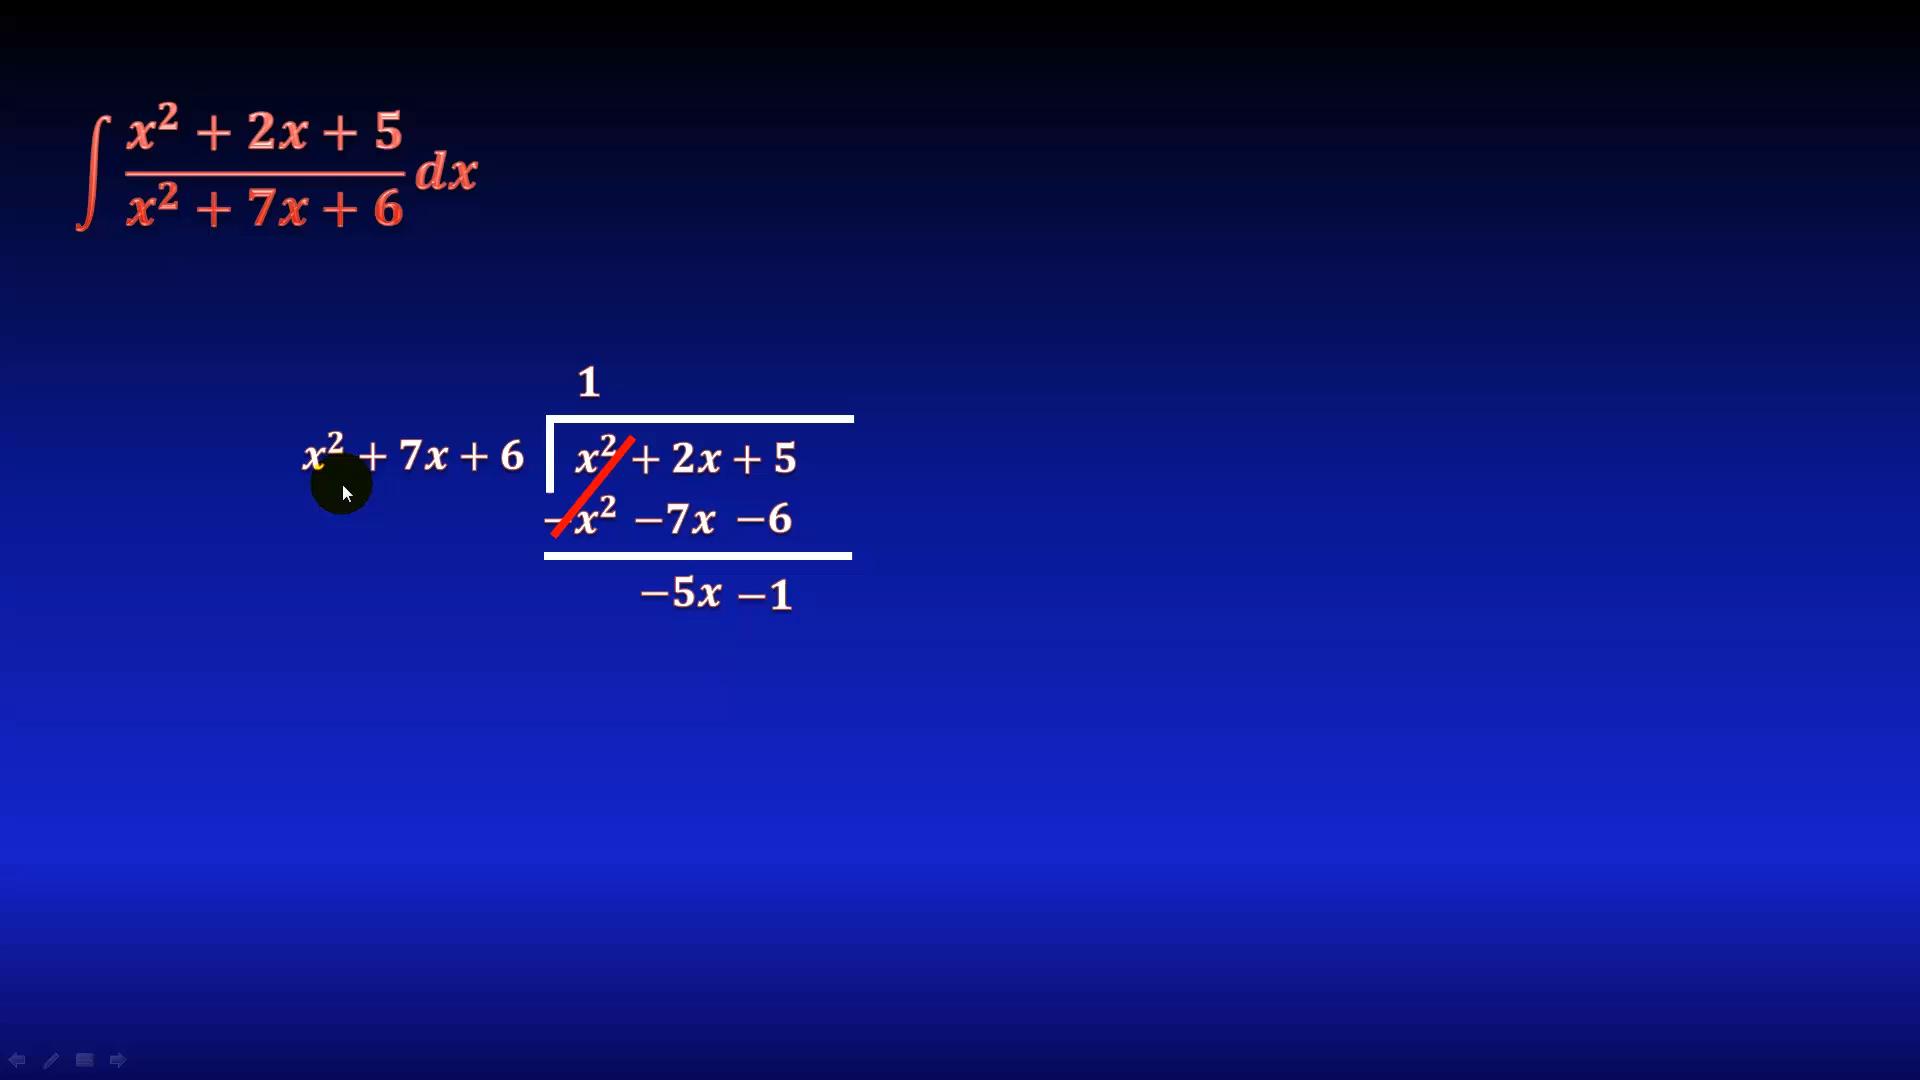 ∫ x² + 2x + 5 / x² + 7x + 6 dx
1
x² + 7x + 6 x² + 2x + 5
−x² −7x −6
−5x −1